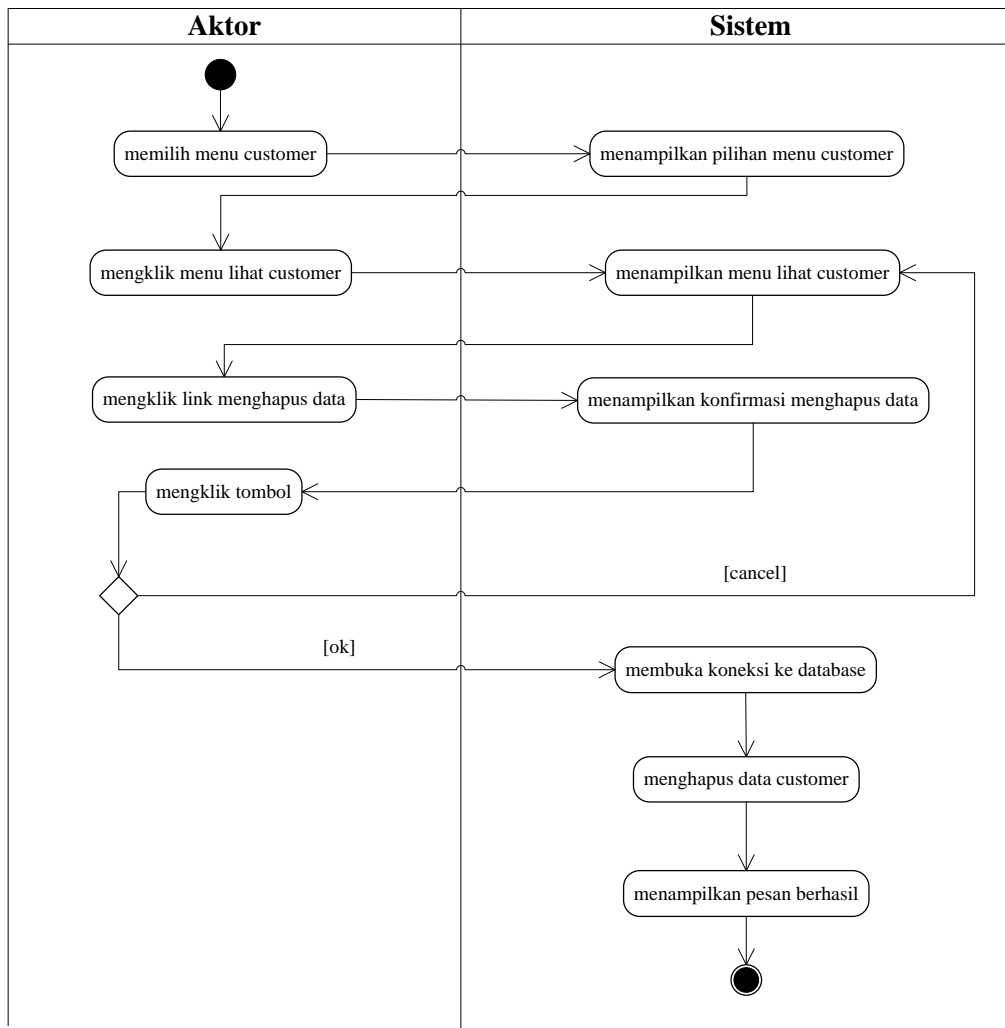 Aktor
Sistem
memilih menu customer
menampilkan pilihan menu customer
mengklik menu lihat customer
menampilkan menu lihat customer
mengklik link menghapus data
menampilkan konfirmasi menghapus data
mengklik tombol
[cancel]
[ok]
membuka koneksi ke database
menghapus data customer
menampilkan pesan berhasil